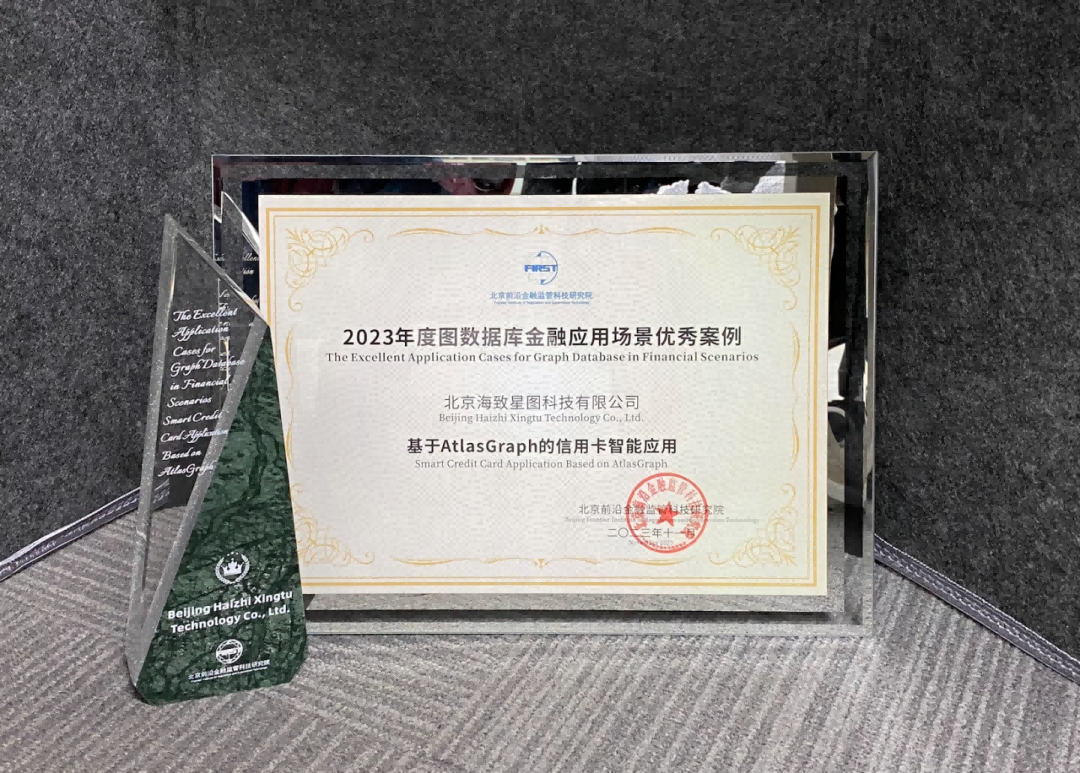 FIRST
北京前沿金融监管科技研究院
2023年度图数据库金融应用场景优秀案例
The Excellent Application Cases for Graph Database in Financial Scenarios
北京海致星图科技有限公司
Beijing Haizhi Xingtu Technology Co., Ltd.
基于AtlasGraph的信用卡智能应用
Smart Credit Card Application Based on AtlasGraph
北京前沿金融监管科技研究院
二〇二三年十一月
The Excellent
Application
Cases for
Graph Database
in Financial
Scenarios
Smart Credit
Card Application
Based on
AtlasGraph
Beijing Haizhi Xingtu
Technology Co., Ltd.
FIRST
北京前沿金融监管科技研究院